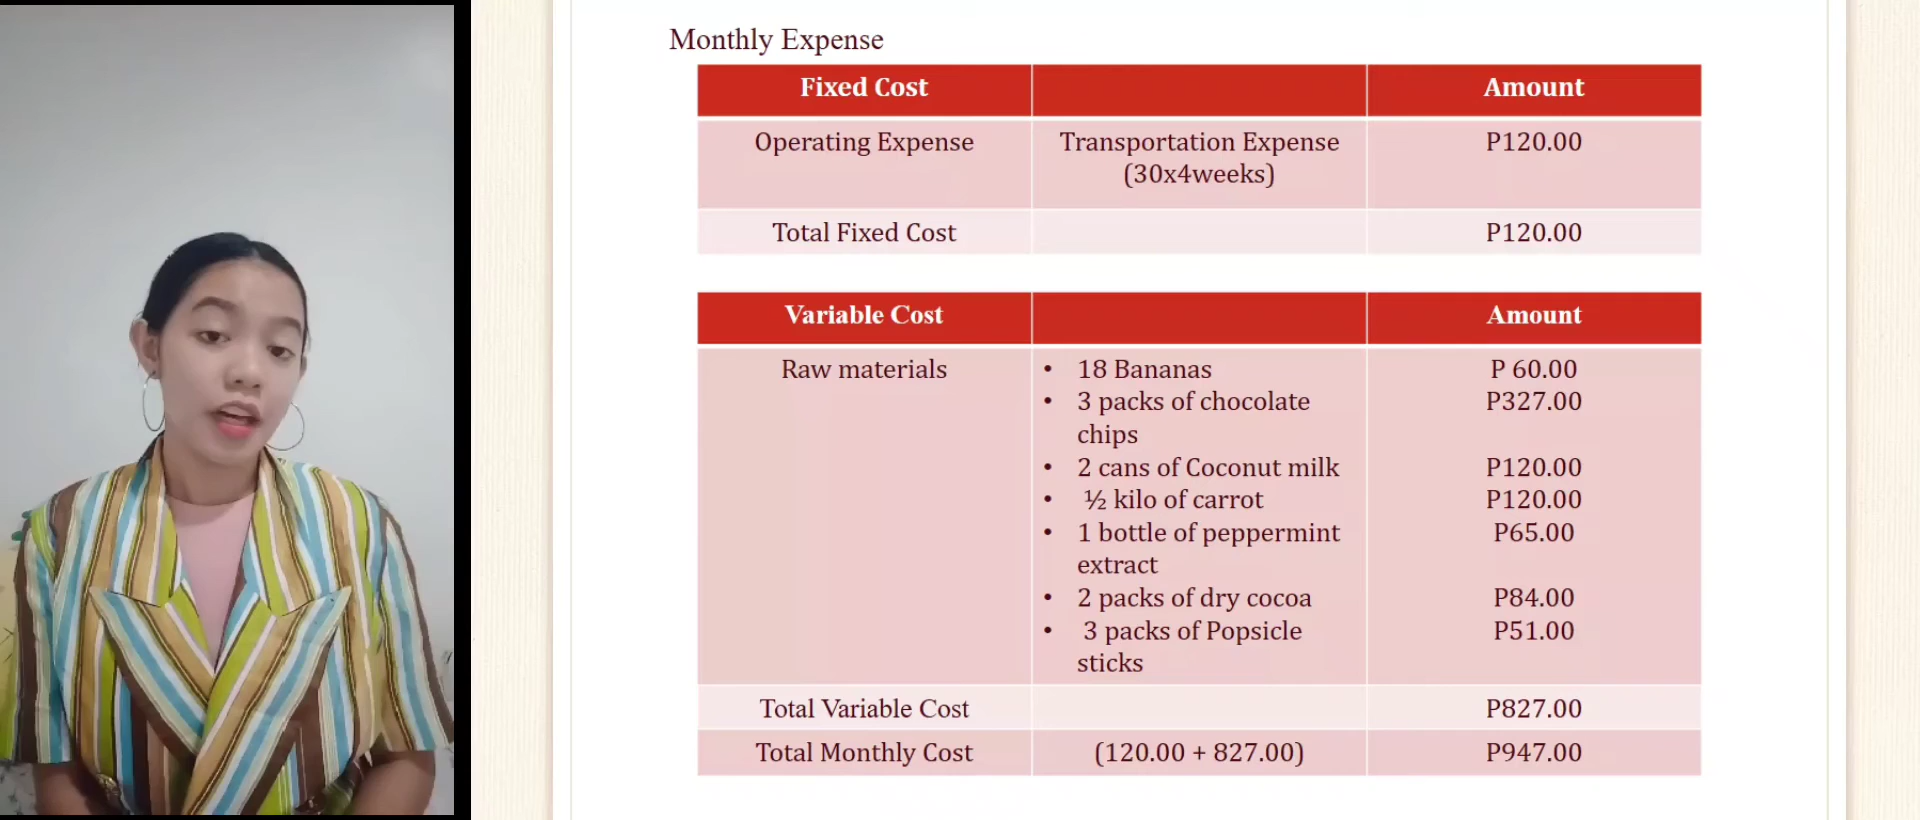 Monthly Expense
Fixed Cost Amount
Operating Expense Transportation Expense P120.00
(30x4weeks)
Total Fixed Cost P120.00
Variable Cost Amount
Raw materials • 18 Bananas P 60.00
• 3 packs of chocolate P327.00
chips
• 2 cans of Coconut milk P120.00
• ½ kilo of carrot P120.00
• 1 bottle of peppermint P65.00
extract
• 2 packs of dry cocoa P84.00
• 3 packs of Popsicle P51.00
sticks
Total Variable Cost P827.00
Total Monthly Cost (120.00 + 827.00) P947.00